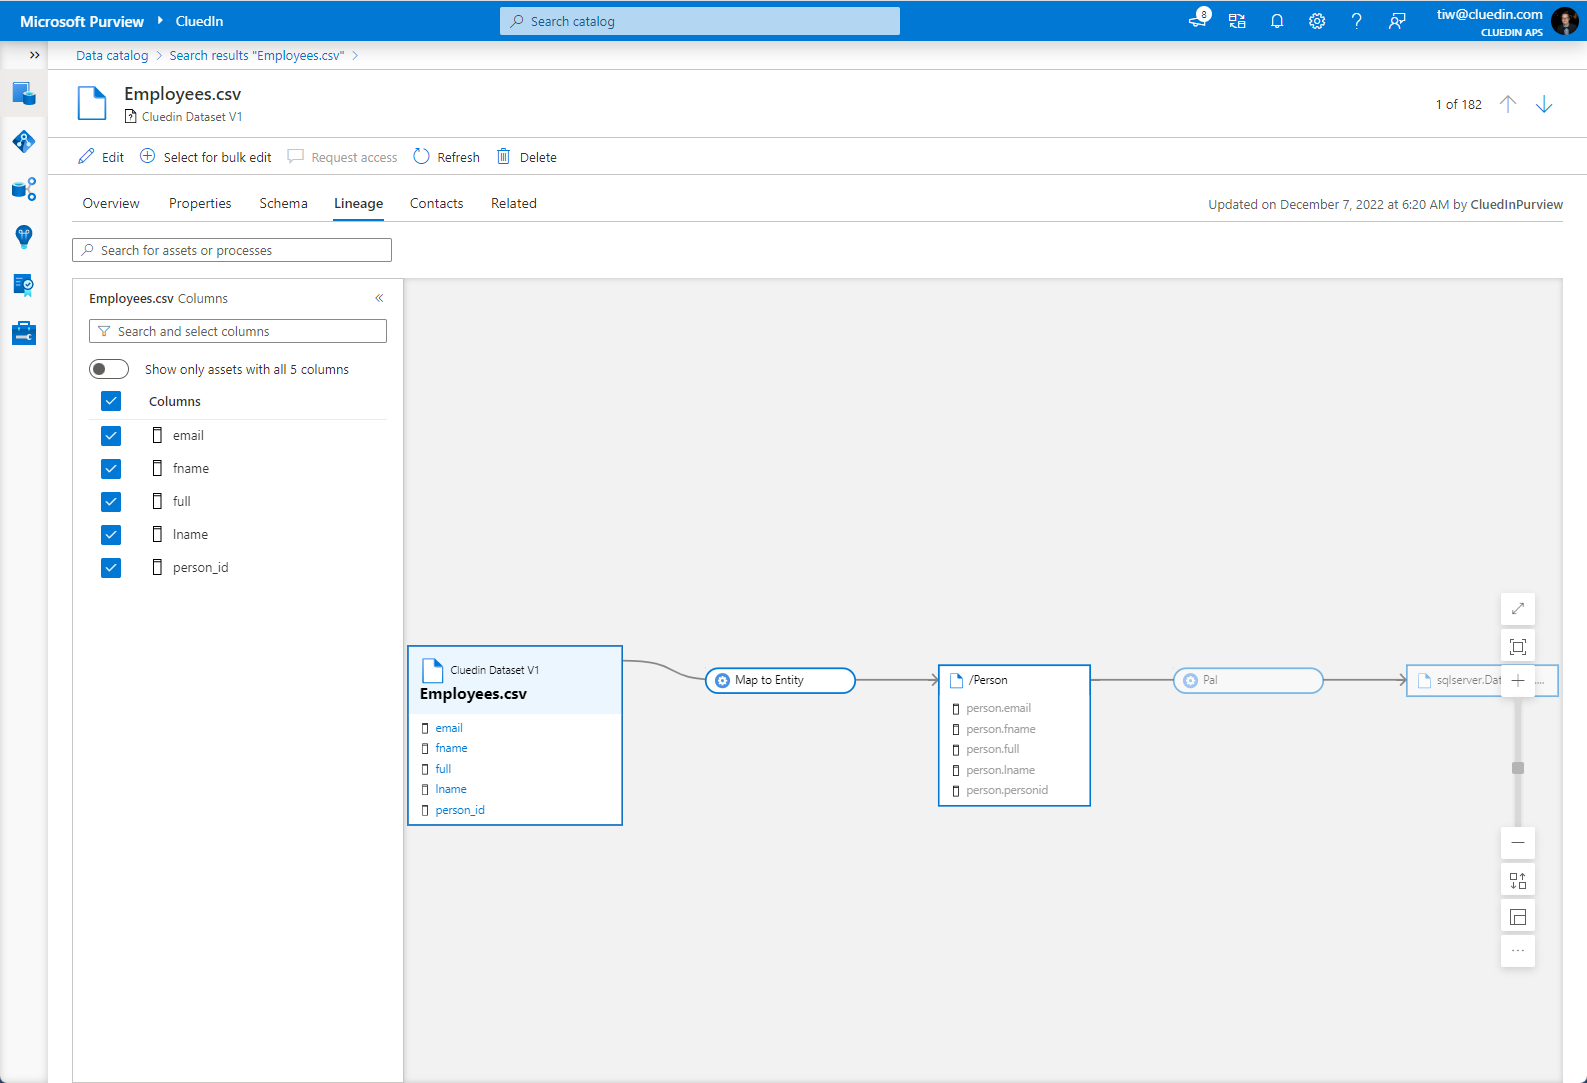 Microsoft Purview
CluedIn
Search catalog
8
tiw@cluedin.com
CLUEDIN APS
Data catalog > Search results "Employees.csv" >
Employees.csv
Cluedin Dataset V1
1 of 182
Edit
Select for bulk edit
Request access
Refresh
Delete
Overview
Properties
Schema
Lineage
Contacts
Related
Updated on December 7, 2022 at 6:20 AM by CluedInPurview
Search for assets or processes
Employees.csv Columns
Search and select columns
Show only assets with all 5 columns
Columns
email
fname
full
lname
person_id
Cluedin Dataset V1
Employees.csv
email
fname
full
lname
person_id
Map to Entity
/Person
person.email
person.fname
person.full
person.lname
person.personid
Pal
sqlserver.Dat